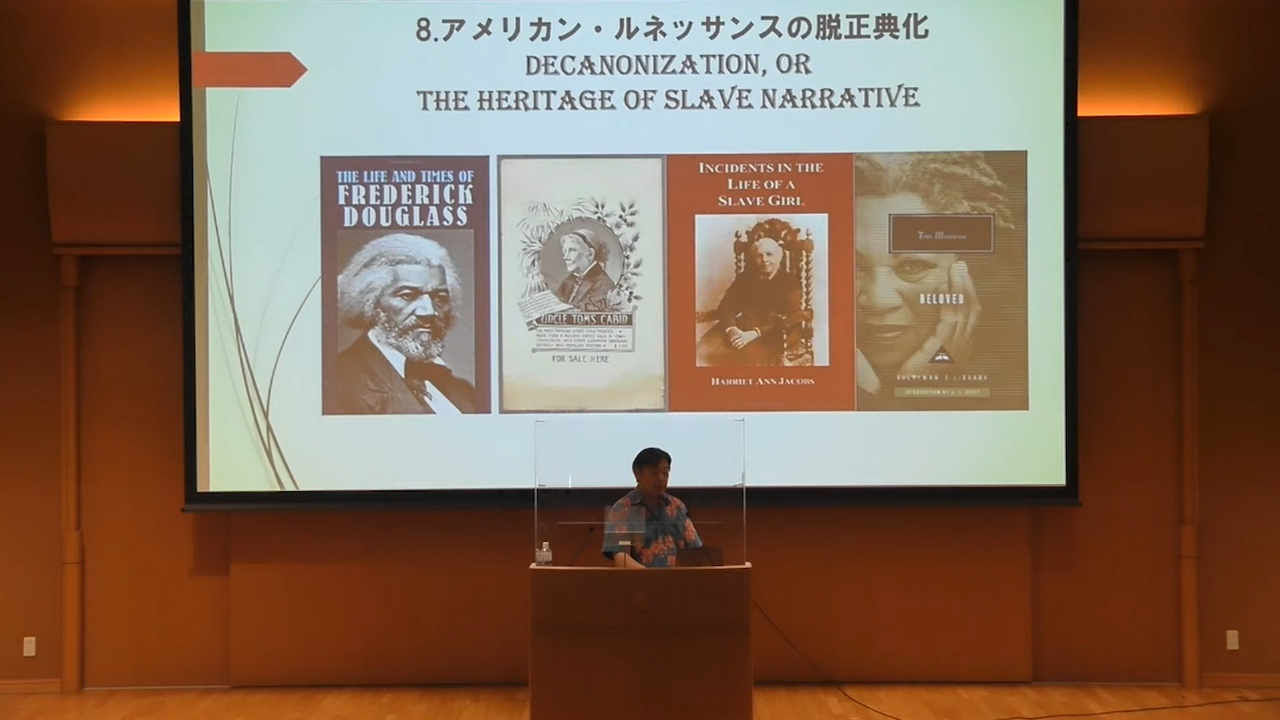 8.アメリカン・ルネッサンスの脱正典化
DECANONIZATION, OR
THE HERITAGE OF SLAVE NARRATIVE
THE LIFE AND TIMES OF
FREDERICK
DOUGLASS
UNCLE TOM'S CABIN
FOR SALE HERE
INCIDENTS IN THE
LIFE OF A
SLAVE GIRL
HARRIET ANN JACOBS
BELOVED
EVERYMAN'S LIBRARY